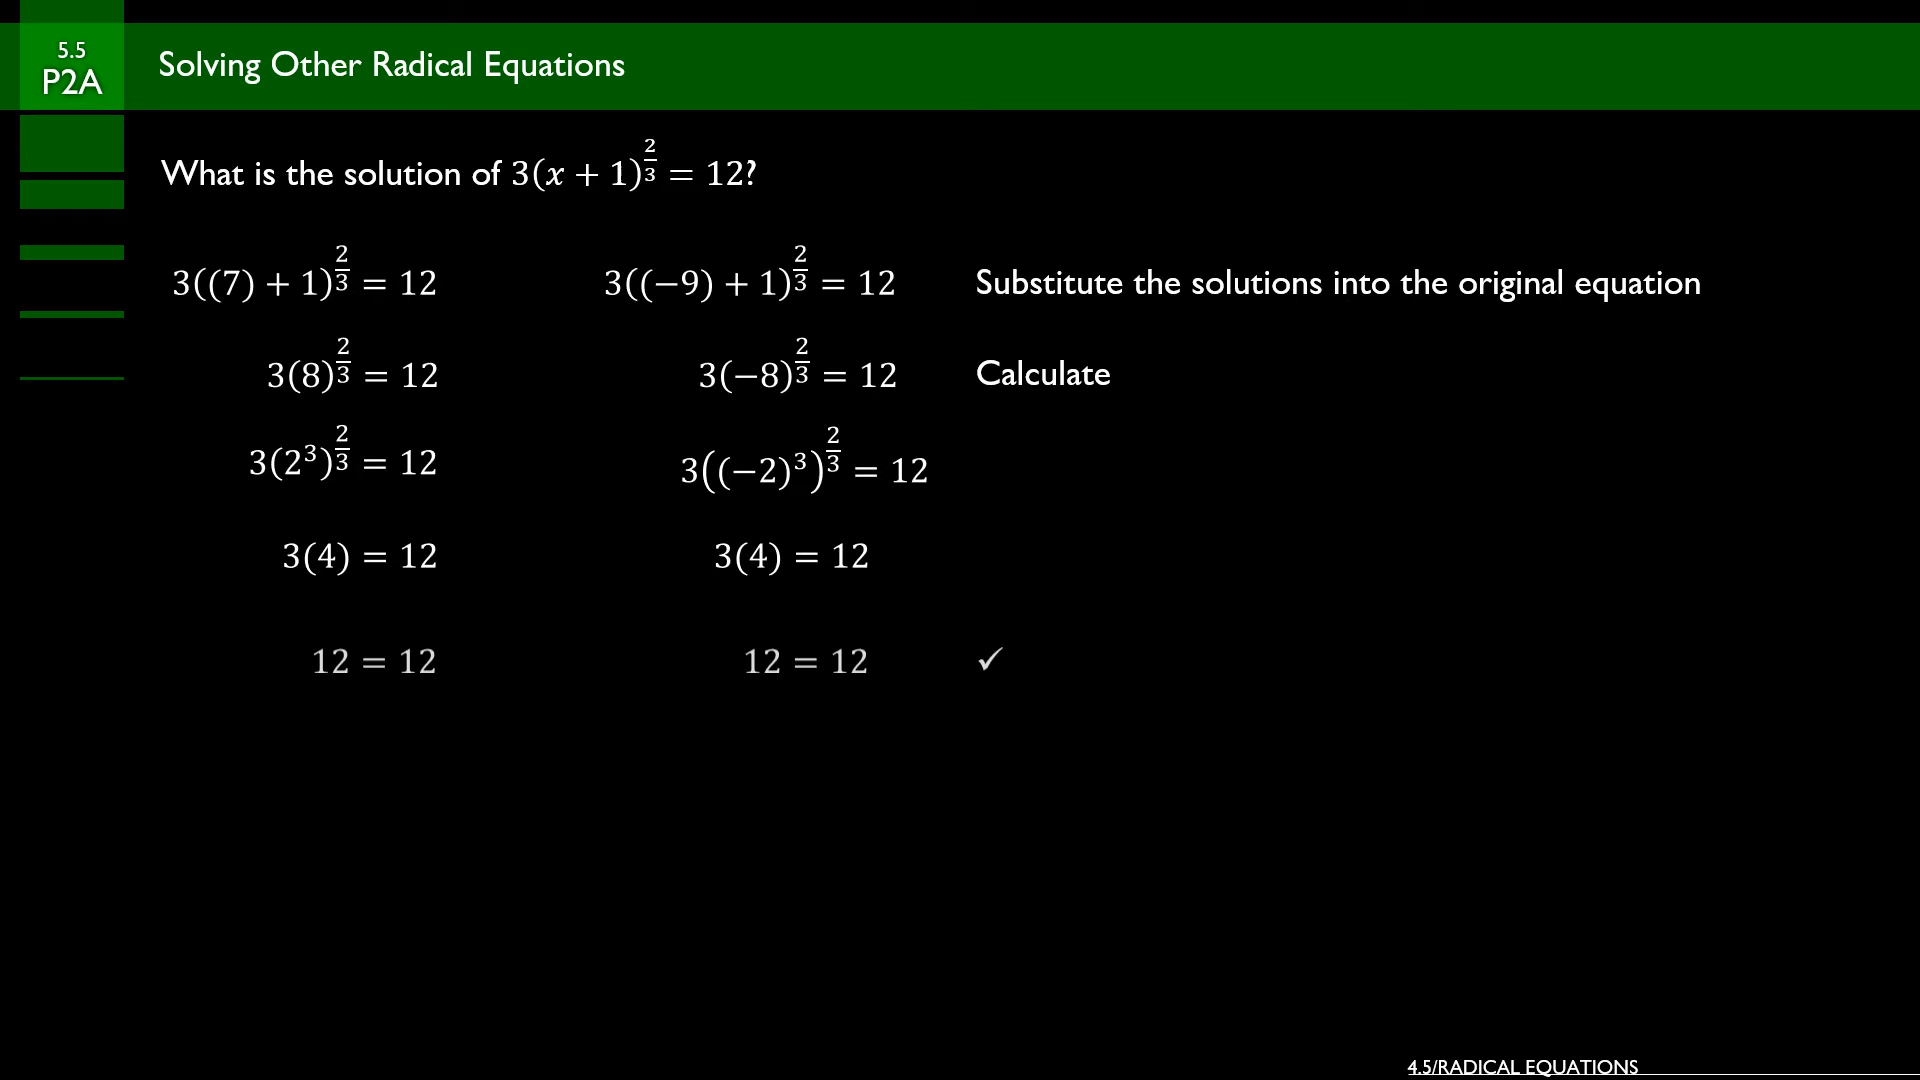 5.5
P2A
Solving Other Radical Equations
What is the solution of 3(x + 1)^(2/3) = 12?
3((7) + 1)^(2/3) = 12 3((−9) + 1)^(2/3) = 12 Substitute the solutions into the original equation
3(8)^(2/3) = 12 3(−8)^(2/3) = 12 Calculate
3(2³)^(2/3) = 12 3((−2)³)^(2/3) = 12
3(4) = 12 3(4) = 12
12 = 12 12 = 12 ✓
4.5/RADICAL EQUATIONS